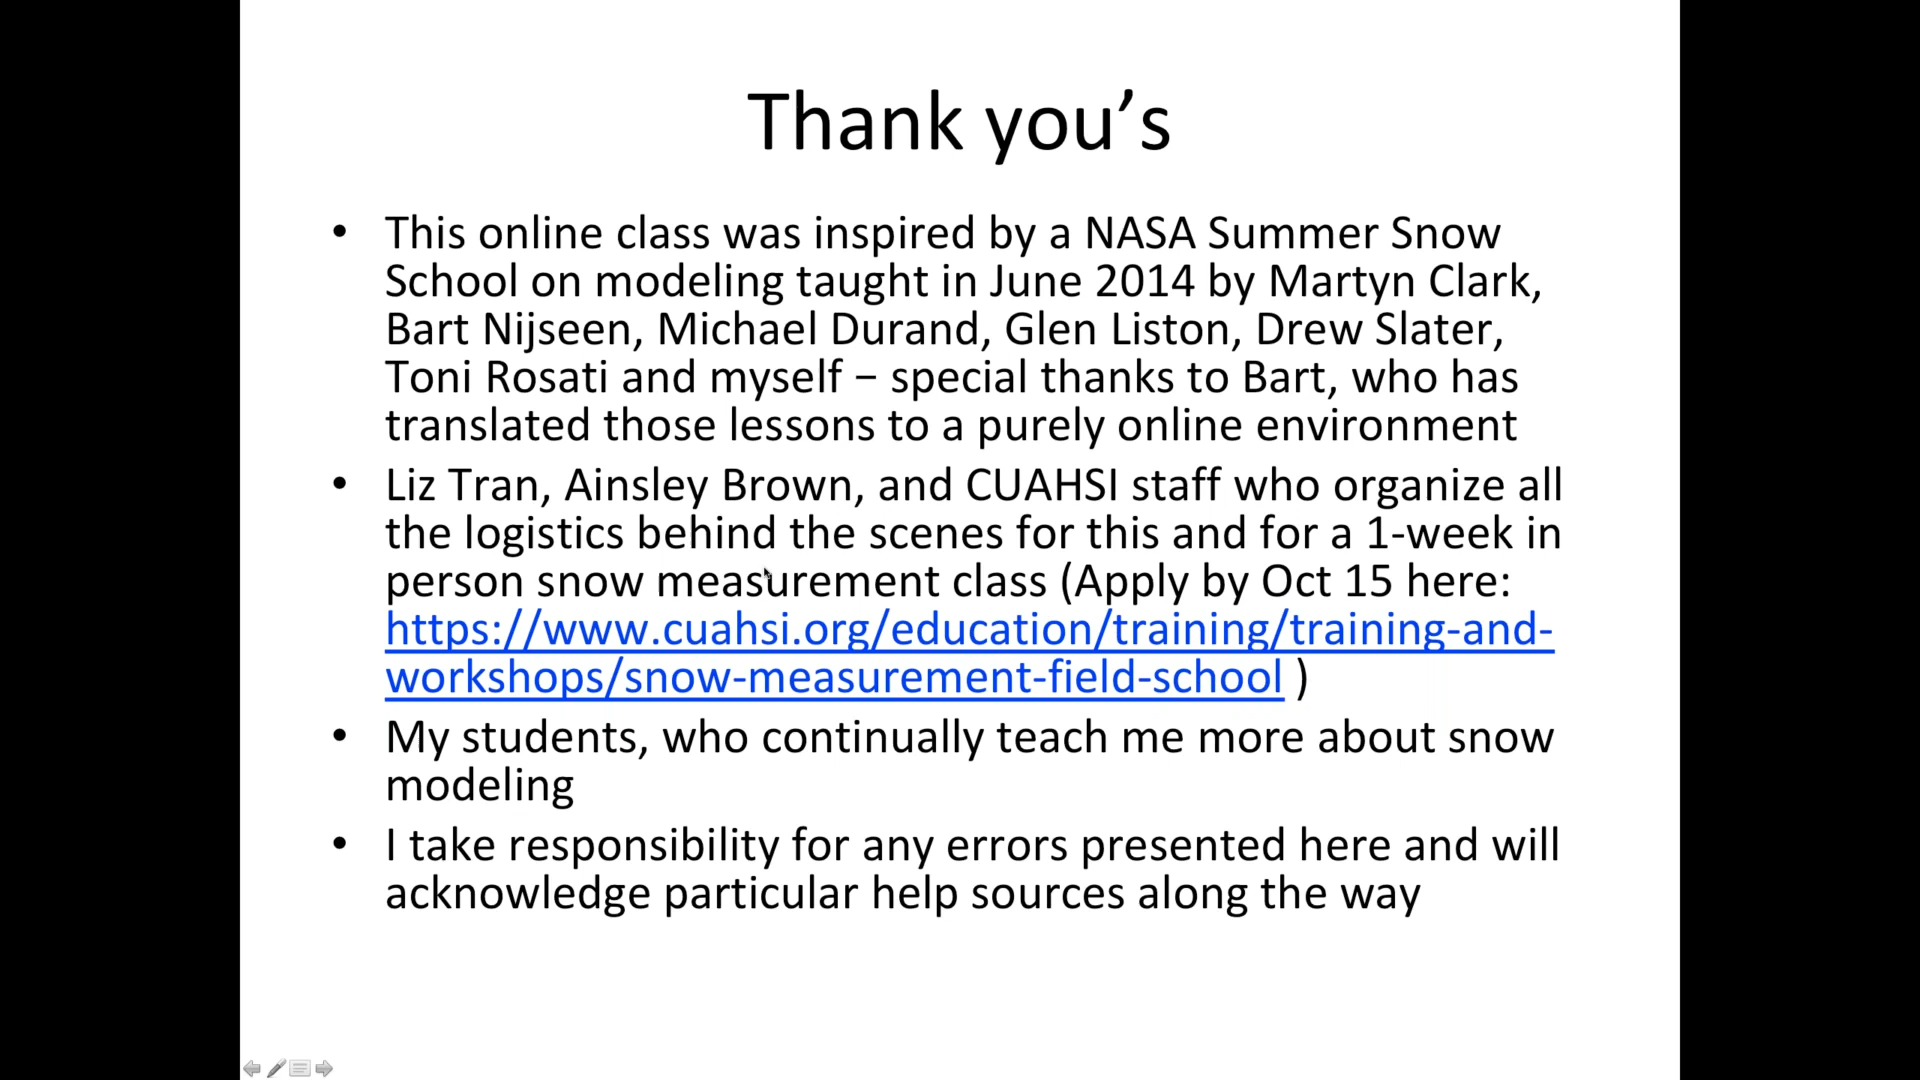 Thank you’s
• This online class was inspired by a NASA Summer Snow
School on modeling taught in June 2014 by Martyn Clark,
Bart Nijseen, Michael Durand, Glen Liston, Drew Slater,
Toni Rosati and myself – special thanks to Bart, who has
translated those lessons to a purely online environment
• Liz Tran, Ainsley Brown, and CUAHSI staff who organize all
the logistics behind the scenes for this and for a 1-week in
person snow measurement class (Apply by Oct 15 here:
https://www.cuahsi.org/education/training/training-and-
workshops/snow-measurement-field-school )
• My students, who continually teach me more about snow
modeling
• I take responsibility for any errors presented here and will
acknowledge particular help sources along the way